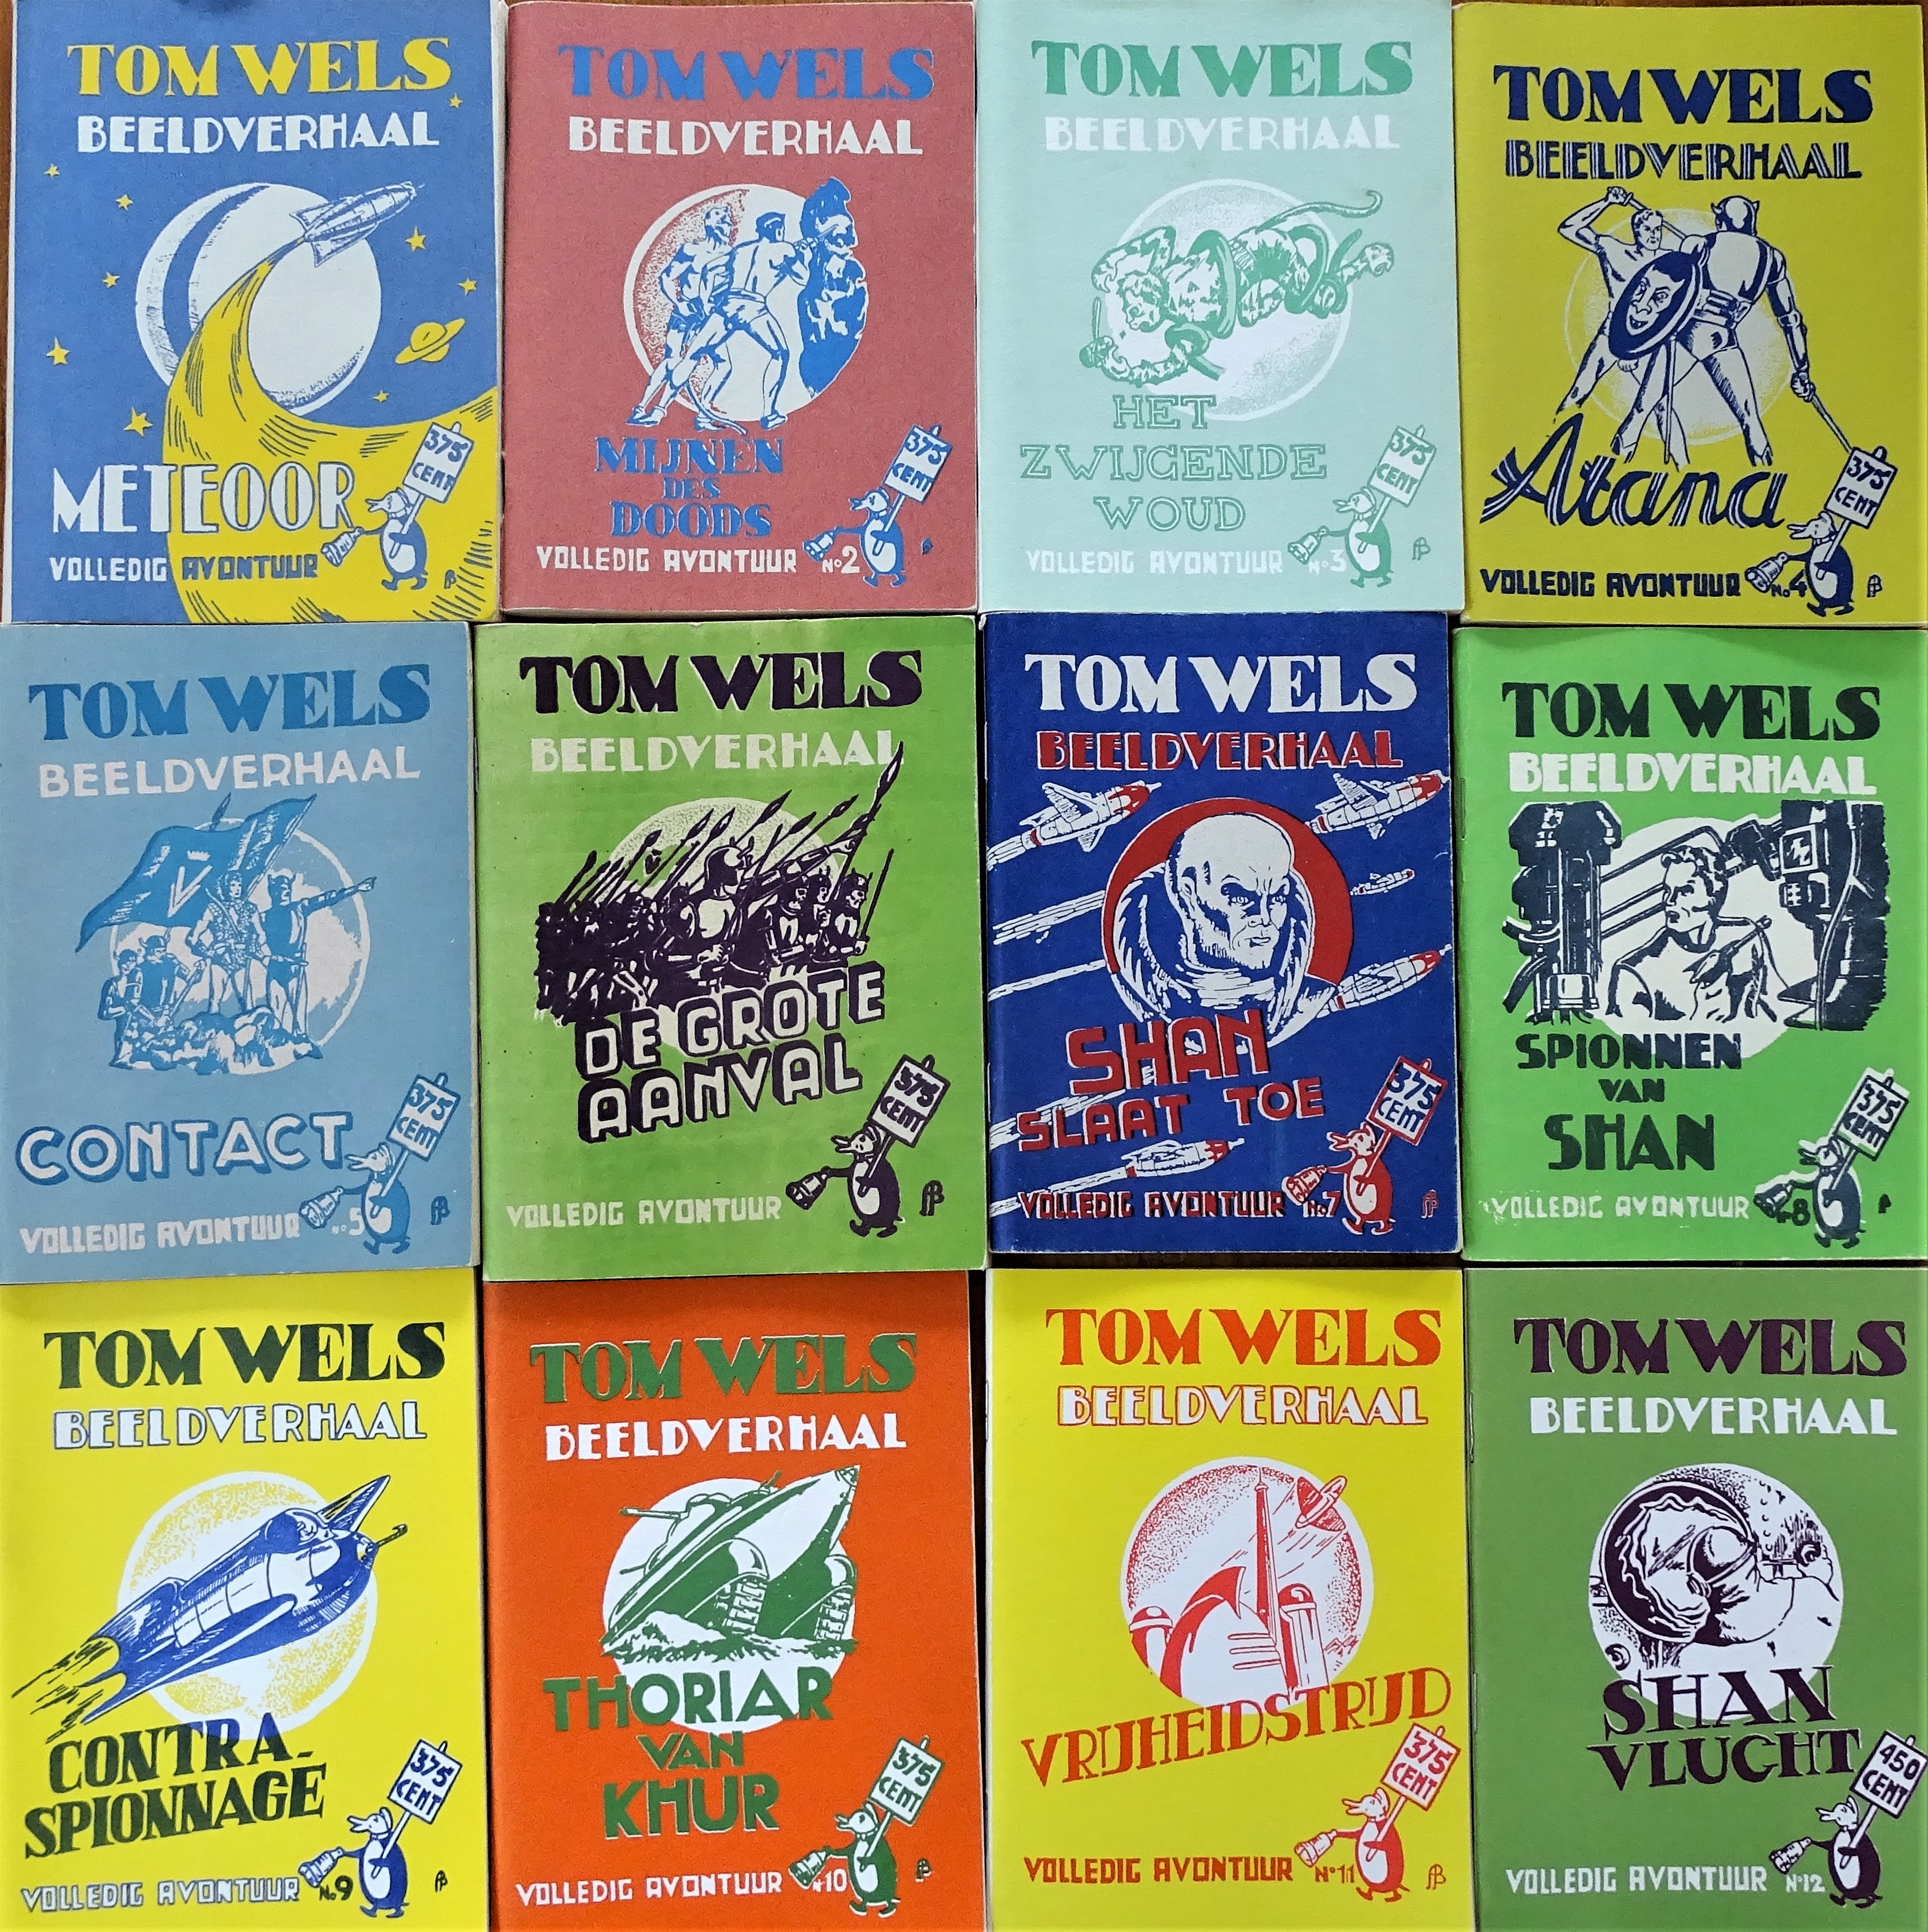 TOM WELS
BEELDVERHAAL
375
CENT
METEOOR
VOLLEDIG AVONTUUR
TOM WELS
BEELDVERHAAL
MIJNEN
DES
DOODS
375
CENT
VOLLEDIG AVONTUUR No 2
TOM WELS
BEELDVERHAAL
HET
ZWIJGENDE
WOUD
375
CENT
VOLLEDIG AVONTUUR No 3
TOM WELS
BEELDVERHAAL
Atana
375
CENT
VOLLEDIG AVONTUUR No 4
TOM WELS
BEELDVERHAAL
375
CENT
CONTACT
VOLLEDIG AVONTUUR No 5
TOM WELS
BEELDVERHAAL
DE GROTE
AANVAL
375
CENT
VOLLEDIG AVONTUUR
TOM WELS
BEELDVERHAAL
SHAN
SLAAT TOE
375
CENT
VOLLEDIG AVONTUUR No 7
TOM WELS
BEELDVERHAAL
SPIONNEN
VAN
SHAN
375
CENT
VOLLEDIG AVONTUUR 8
TOM WELS
BEELDVERHAAL
CONTRA-
SPIONNAGE
375
CENT
VOLLEDIG AVONTUUR No 9
TOM WELS
BEELDVERHAAL
THORIAR
VAN
KHUR
375
CENT
VOLLEDIG AVONTUUR 10
TOM WELS
BEELDVERHAAL
VRIJHEIDSTRIJD
375
CENT
VOLLEDIG AVONTUUR No 11
TOM WELS
BEELDVERHAAL
SHAN
VLUCHT
450
CENT
VOLLEDIG AVONTUUR No 12